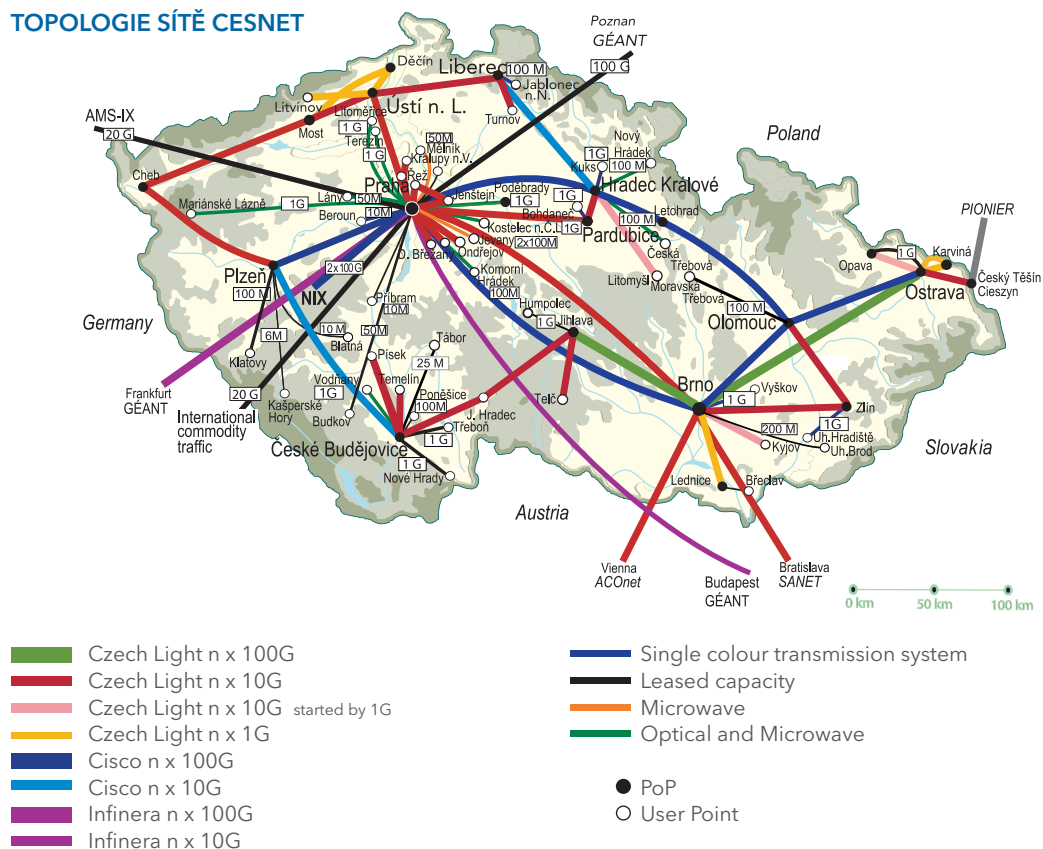 TOPOLOGIE SÍTĚ CESNET
Poznan
GÉANT
100 G
Děčín
Liberec
100 M
Jablonec
n.N.
Litvínov
Ústí n. L.
AMS-IX
20 G
Most
Litoměřice
1 G
Terezín
1 G
Turnov
50M
Mělník
Kralupy n.V.
Řež
Nový
Hrádek
1G
Kuks
100 M
Poland
Cheb
Praha
Hradec Králové
Mariánské Lázně
1G
Lány
50M
Beroun
10M
Jenštejn
Poděbrady
1G
1G
Bohdaneč
Kostelec n.Č.L.
1G
Pardubice
Letohrad
100 M
Česká
Třebová
PIONIER
Jevany
2x100M
Ondřejov
D. Břežany
Komorní
Hrádek
100M
Litomyšl
Moravská
Třebová
1G
Karviná
Opava
Ostrava
Český Těšín
Cieszyn
Plzeň
100 M
2x100G
NIX
Příbram
10M
Humpolec
1 G
Jihlava
100 M
Olomouc
Germany
6M
10 M
Blatná
50M
Písek
Tábor
25 M
Klatovy
Kašperské
Hory
Vodňany
1G
Budkov
Temelín
Poněšice
100M
J. Hradec
Třeboň
1 G
Telč
Brno
1 G
Vyškov
Zlín
1G
Uh.Hradiště
Uh.Brod
200 M
Kyjov
Frankfurt
GÉANT
20 G
International
commodity
traffic
České Budějovice
1 G
Nové Hrady
Slovakia
Lednice
Břeclav
Austria
Vienna
ACOnet
Budapest
GÉANT
Bratislava
SANET
0 km
50 km
100 km
Czech Light n x 100G
Czech Light n x 10G
Czech Light n x 10G started by 1G
Czech Light n x 1G
Cisco n x 100G
Cisco n x 10G
Infinera n x 100G
Infinera n x 10G
Single colour transmission system
Leased capacity
Microwave
Optical and Microwave
PoP
User Point